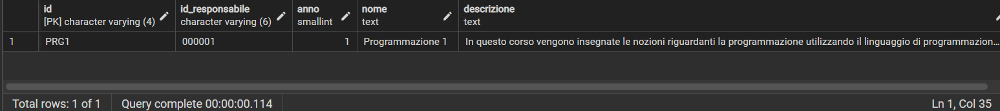 id id_responsabile anno nome descrizione
[PK] character varying (4) character varying (6) smallint text text
1 PRG1 000001 1 Programmazione 1 In questo corso vengono insegnate le nozioni riguardanti la programmazione utilizzando il linguaggio di programmazion...
Total rows: 1 of 1 Query complete 00:00:00.114 Ln 1, Col 35